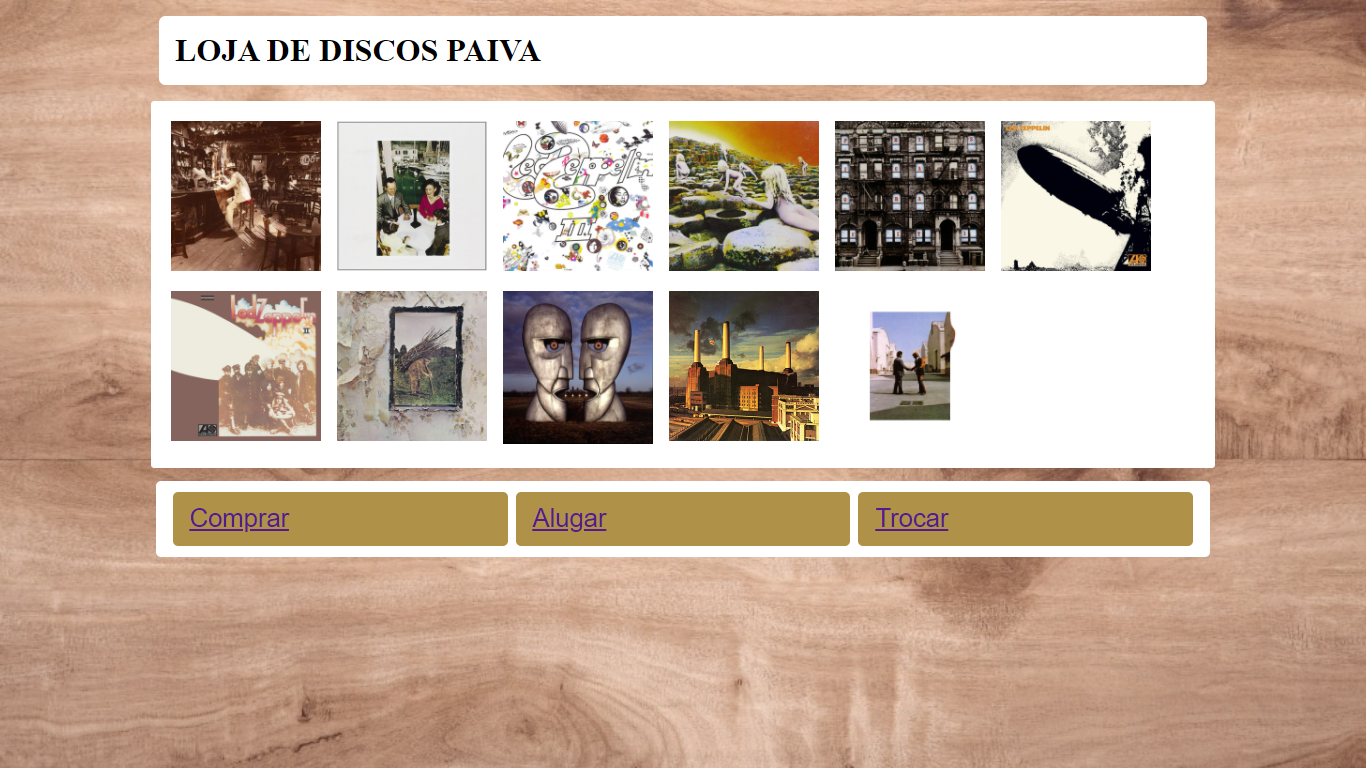 LOJA DE DISCOS PAIVA
Led Zeppelin
III
LED ZEPPELIN
Led Zeppelin
II
Comprar
Alugar
Trocar